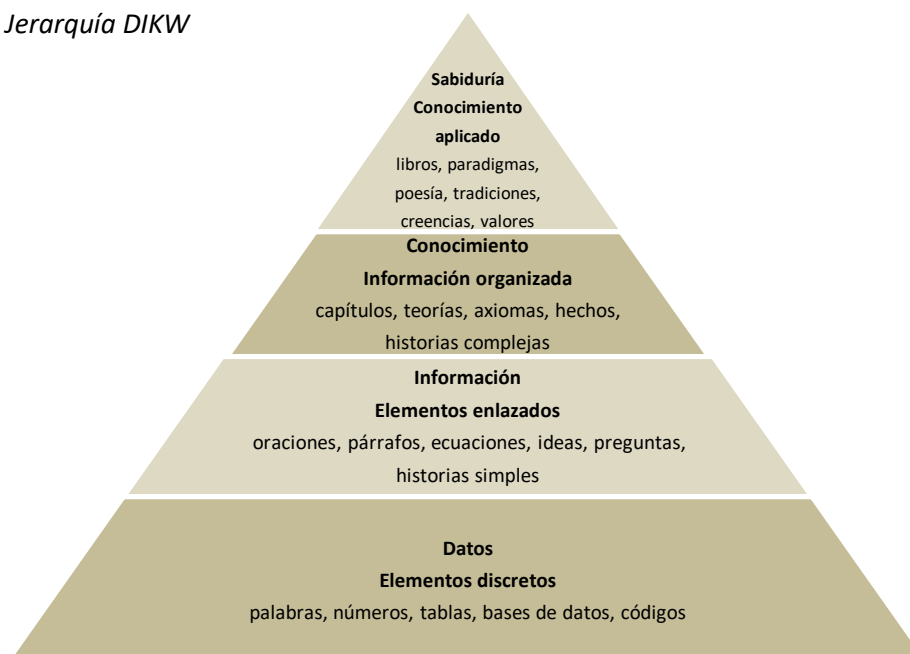 Jerarquía DIKW
Sabiduría
Conocimiento
aplicado
libros, paradigmas,
poesía, tradiciones,
creencias, valores
Conocimiento
Información organizada
capítulos, teorías, axiomas, hechos,
historias complejas
Información
Elementos enlazados
oraciones, párrafos, ecuaciones, ideas, preguntas,
historias simples
Datos
Elementos discretos
palabras, números, tablas, bases de datos, códigos